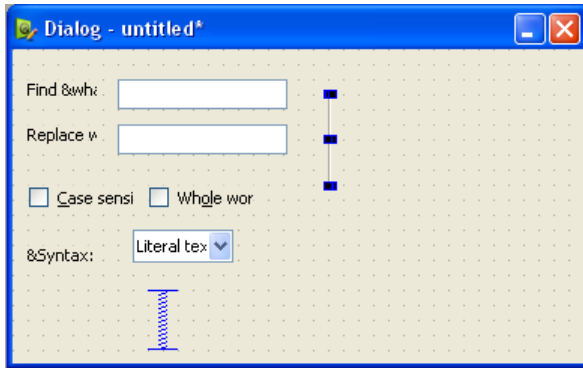 Dialog - untitled*
Find &wha
Replace w
Case sensi Whole wor
&Syntax: Literal tex